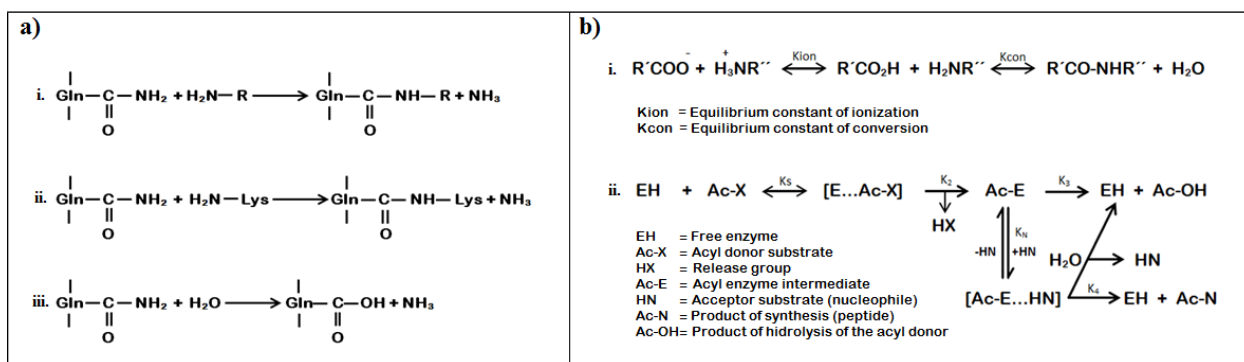 a)
i. Gln—C—NH₂ + H₂N—R ⟶ Gln—C—NH—R + NH₃
O O
ii. Gln—C—NH₂ + H₂N—Lys ⟶ Gln—C—NH—Lys + NH₃
O O
iii. Gln—C—NH₂ + H₂O ⟶ Gln—C—OH + NH₃
O O
b)
i. R´COO⁻ + H₃⁺NR´´ ⟷ Kion R´CO₂H + H₂NR´´ ⟷ Kcon R´CO-NHR´´ + H₂O
Kion = Equilibrium constant of ionization
Kcon = Equilibrium constant of conversion
ii. EH + Ac-X ⟷ Ks [E...Ac-X] ⟶ K₂ Ac-E ⟶ K₃ EH + Ac-OH
HX
K_N
-HN +HN
H₂O HN
[Ac-E...HN] K₄ EH + Ac-N
EH = Free enzyme
Ac-X = Acyl donor substrate
HX = Release group
Ac-E = Acyl enzyme intermediate
HN = Acceptor substrate (nucleophile)
Ac-N = Product of synthesis (peptide)
Ac-OH= Product of hidrolysis of the acyl donor